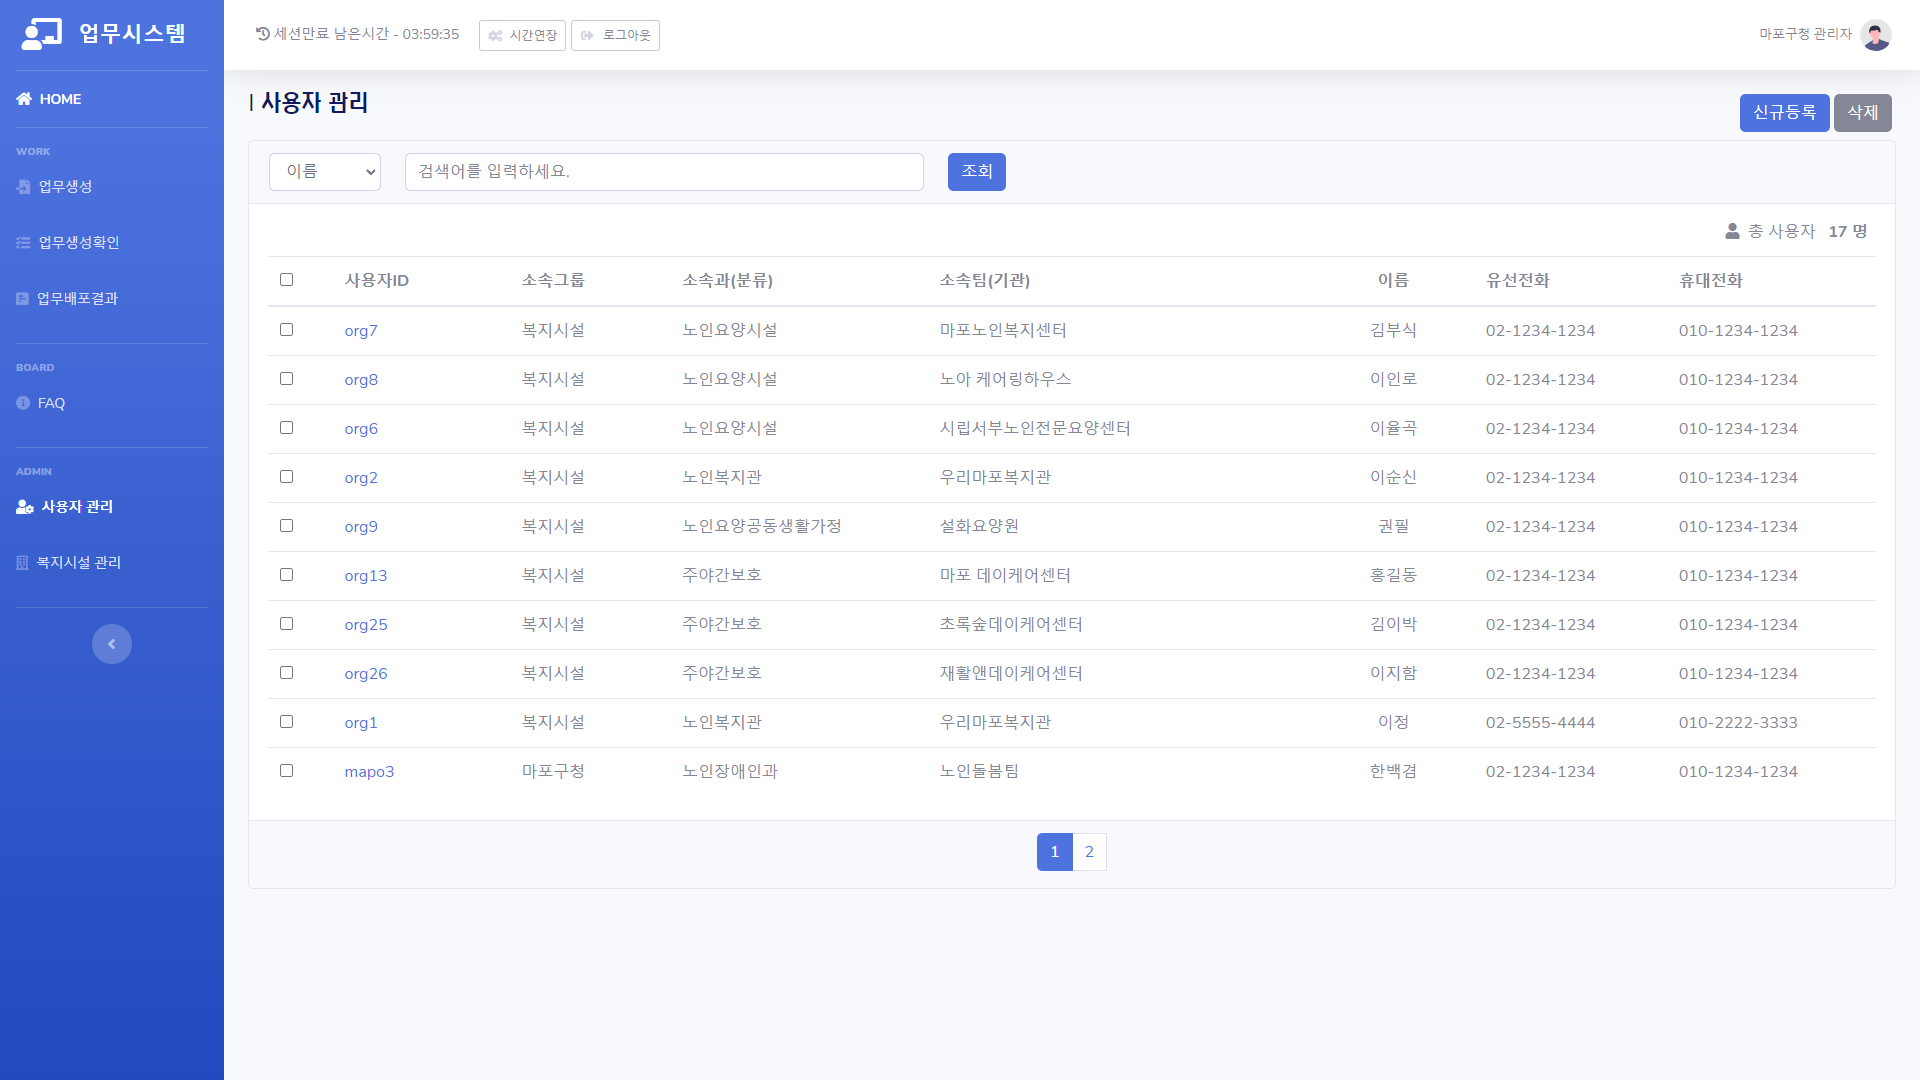 업무시스템
HOME
WORK
업무생성
업무생성확인
업무배포결과
BOARD
FAQ
ADMIN
사용자 관리
복지시설 관리
세션만료 남은시간 - 03:59:35 시간연장 로그아웃
마포구청 관리자
| 사용자 관리
신규등록 삭제
이름 검색어를 입력하세요. 조회
총 사용자 17 명
사용자ID 소속그룹 소속과(분류) 소속팀(기관) 이름 유선전화 휴대전화
org7 복지시설 노인요양시설 마포노인복지센터 김부식 02-1234-1234 010-1234-1234
org8 복지시설 노인요양시설 노아 케어링하우스 이인로 02-1234-1234 010-1234-1234
org6 복지시설 노인요양시설 시립서부노인전문요양센터 이율곡 02-1234-1234 010-1234-1234
org2 복지시설 노인복지관 우리마포복지관 이순신 02-1234-1234 010-1234-1234
org9 복지시설 노인요양공동생활가정 설화요양원 권필 02-1234-1234 010-1234-1234
org13 복지시설 주야간보호 마포 데이케어센터 홍길동 02-1234-1234 010-1234-1234
org25 복지시설 주야간보호 초록숲데이케어센터 김이박 02-1234-1234 010-1234-1234
org26 복지시설 주야간보호 재활앤데이케어센터 이지함 02-1234-1234 010-1234-1234
org1 복지시설 노인복지관 우리마포복지관 이정 02-5555-4444 010-2222-3333
mapo3 마포구청 노인장애인과 노인돌봄팀 한백겸 02-1234-1234 010-1234-1234
1 2